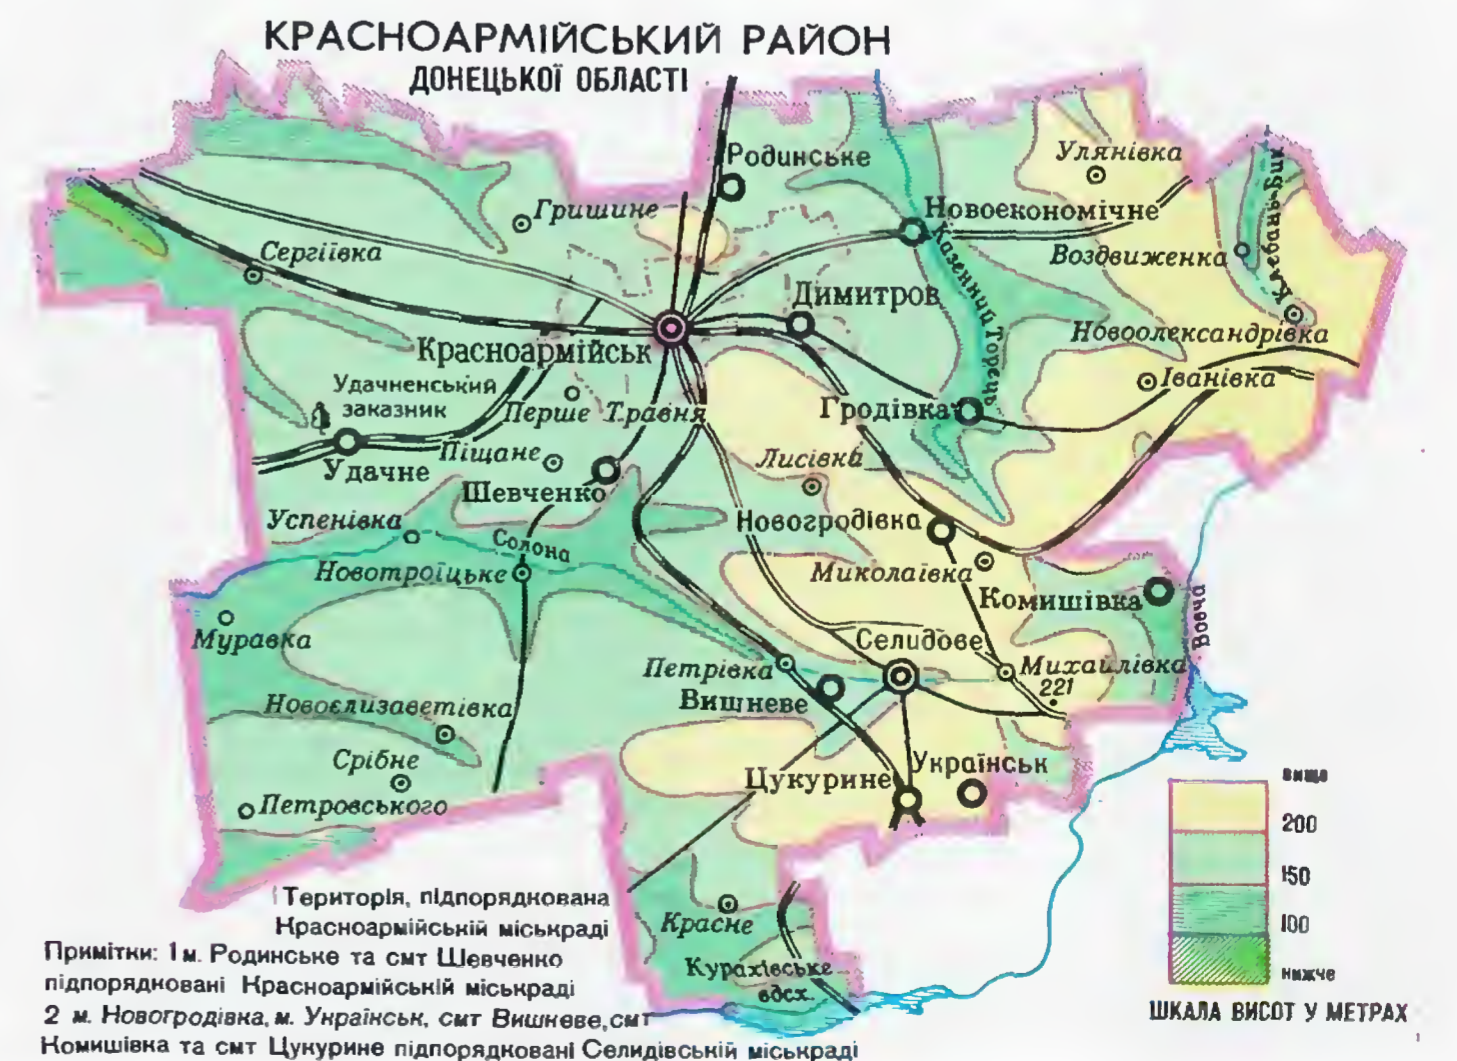 КРАСНОАРМІЙСЬКИЙ РАЙОН
ДОНЕЦЬКОЇ ОБЛАСТІ
Родинське
Улянівка
Гришине
Новоекономічне
Клебань-Бик
Сергіївка
Казенний Торець
Воздвиженка
Димитров
Новоолександрівка
Красноармійськ
Удачненський
заказник
Перше Травня
Гродівка
Іванівка
Удачне
Піщане
Лисівка
Шевченко
Успенівка
Солона
Новогродівка
Новотроїцьке
Миколаївка
Комишівка
Вовча
Муравка
Селидове
Петрівка
Михайлівка
221
Вишневе
Новоєлизаветівка
Срібне
Цукурине
Українськ
Петровського
вище
200
150
100
нижче
ШКАЛА ВИСОТ У МЕТРАХ
Красне
Курахівське
вдсх.
Територія, підпорядкована
Красноармійській міськраді
Примітки: 1 м. Родинське та смт Шевченко
підпорядковані Красноармійській міськраді
2 м. Новогродівка, м. Українськ, смт Вишневе, смт
Комишівка та смт Цукурине підпорядковані Селидівській міськраді